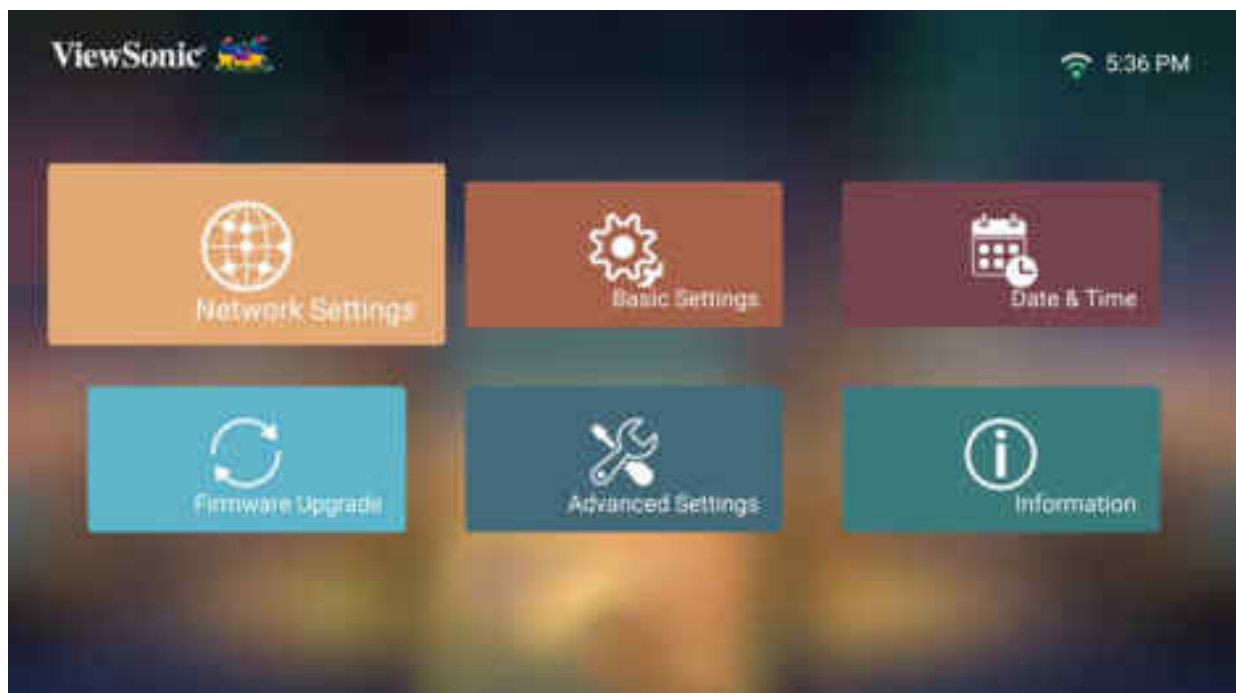 ViewSonic
5:36 PM
Network Settings
Basic Settings
Date & Time
Firmware Upgrade
Advanced Settings
Information